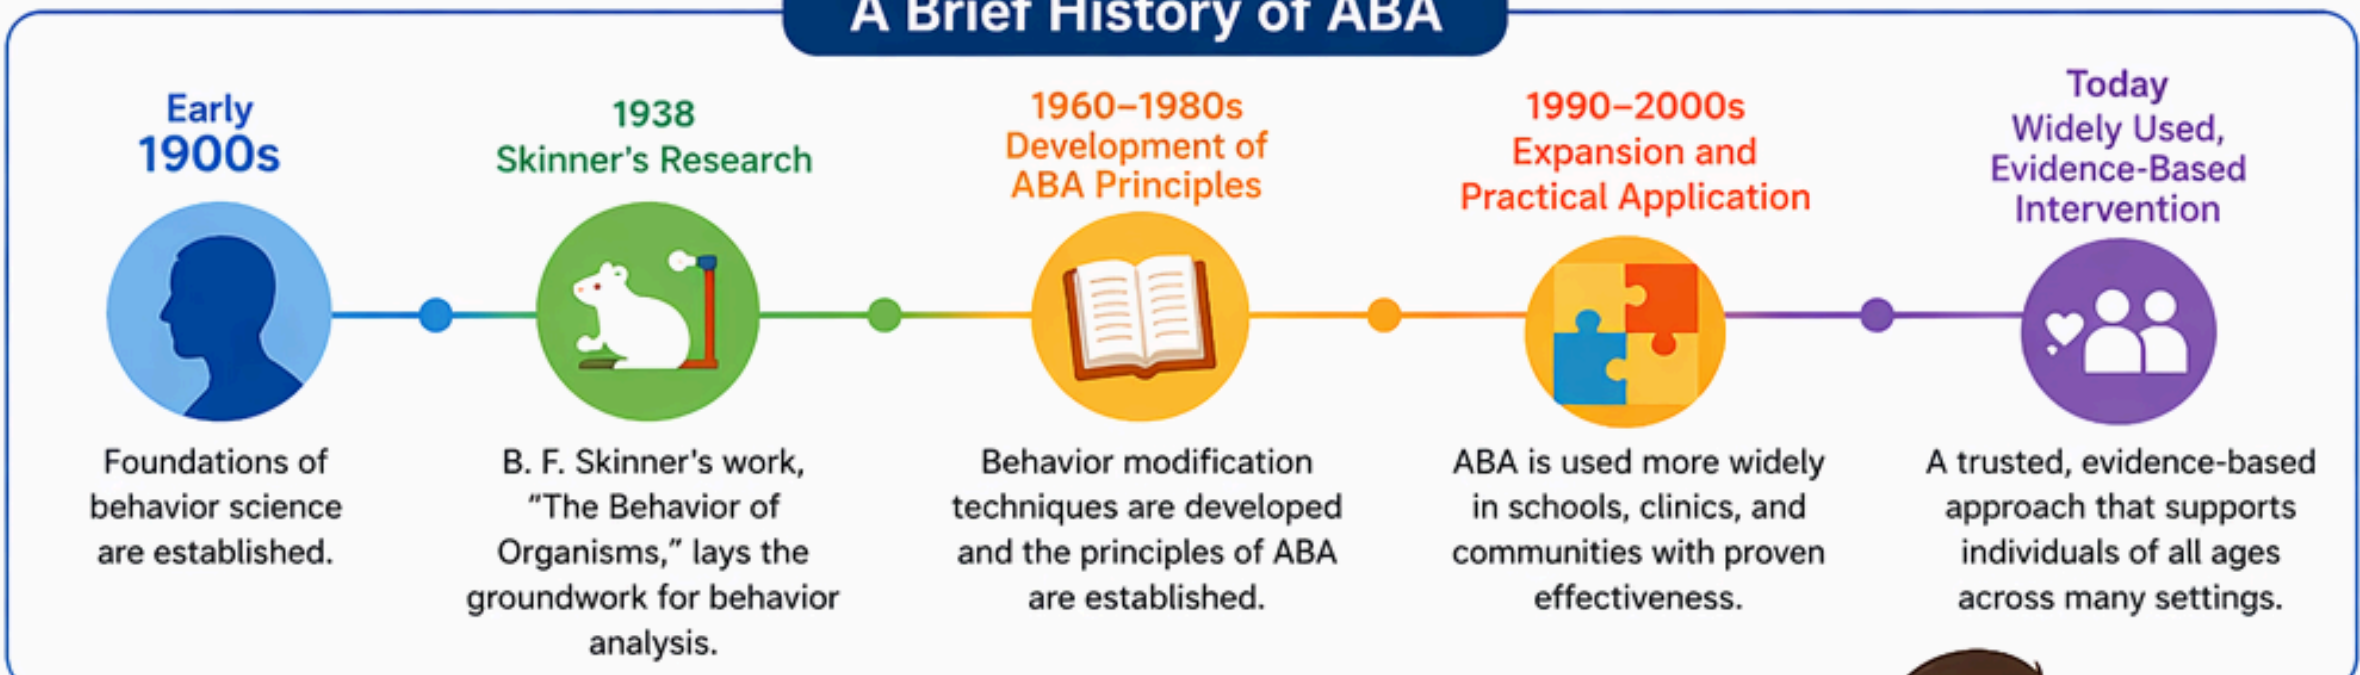 A Brief History of ABA
Early
1900s
Foundations of
behavior science
are established.
1938
Skinner's Research
B. F. Skinner's work,
"The Behavior of
Organisms,” lays the
groundwork for behavior
analysis.
1960–1980s
Development of
ABA Principles
Behavior modification
techniques are developed
and the principles of ABA
are established.
1990–2000s
Expansion and
Practical Application
ABA is used more widely
in schools, clinics, and
communities with proven
effectiveness.
Today
Widely Used,
Evidence-Based
Intervention
A trusted, evidence-based
approach that supports
individuals of all ages
across many settings.